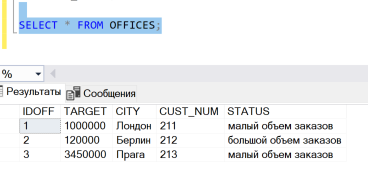 SELECT * FROM OFFICES;
%
Результаты Сообщения
IDOFF TARGET CITY CUST_NUM STATUS
1 1000000 Лондон 211 малый объем заказов
2 120000 Берлин 212 большой объем заказов
3 3450000 Прага 213 малый объем заказов